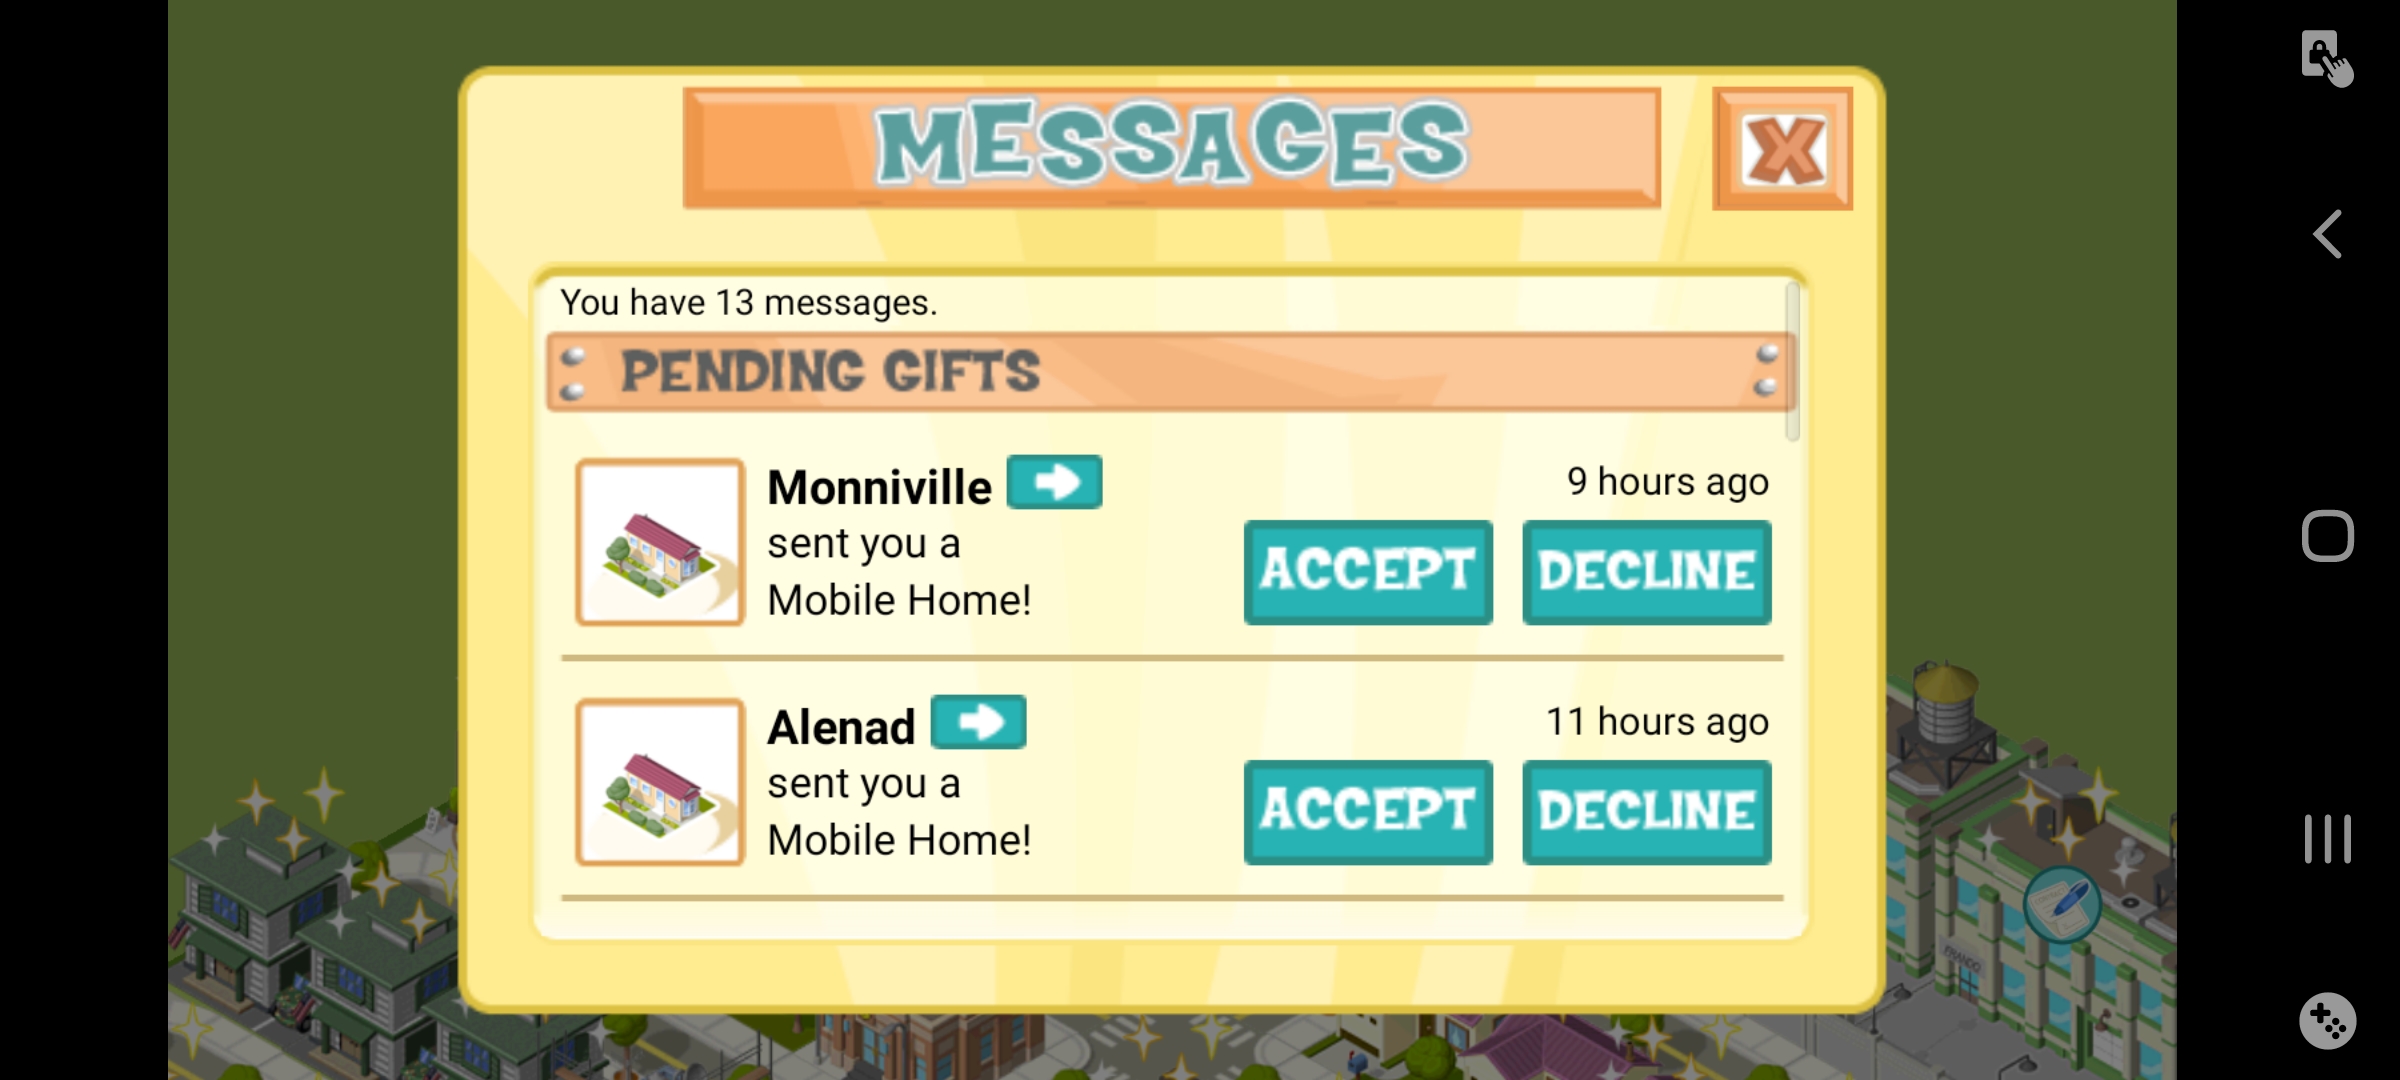 MESSAGES
You have 13 messages.
PENDING GIFTS
Monniville
9 hours ago
sent you a
Mobile Home!
ACCEPT DECLINE
Alenad
11 hours ago
sent you a
Mobile Home!
ACCEPT DECLINE